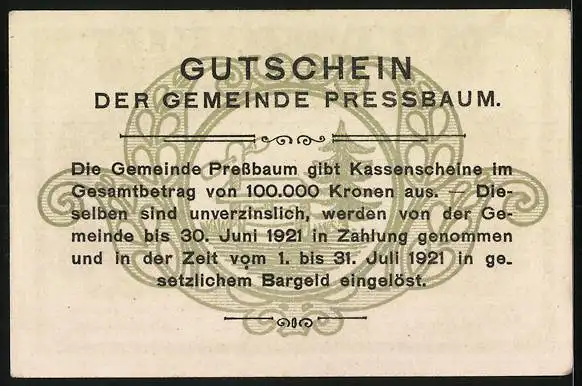 GUTSCHEIN
DER GEMEINDE PRESSBAUM.
Die Gemeinde Preßbaum gibt Kassenscheine im
Gesamtbetrag von 100.000 Kronen aus. — Die-
selben sind unverzinslich, werden von der Ge-
meinde bis 30. Juni 1921 in Zahlung genommen
und in der Zeit vom 1. bis 31. Juli 1921 in ge-
setzlichem Bargeld eingelöst.